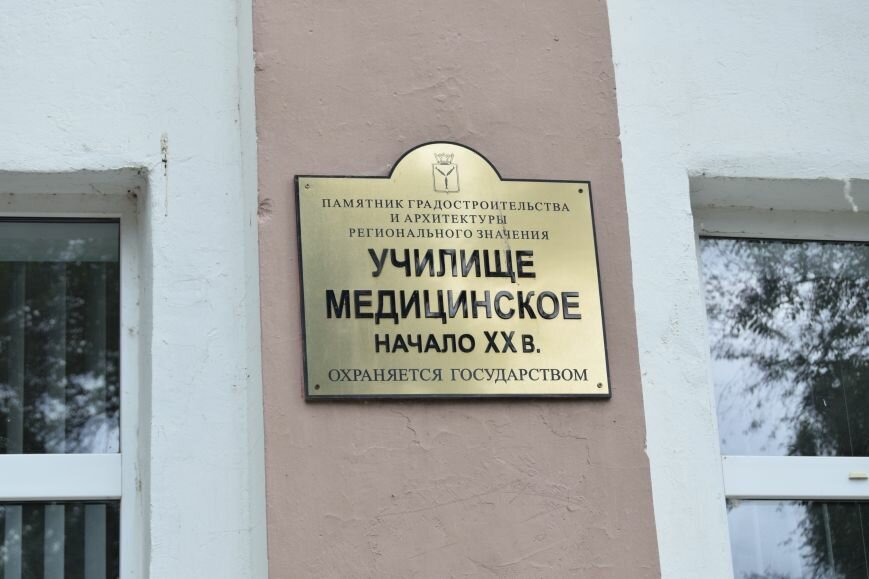 ПАМЯТНИК ГРАДОСТРОИТЕЛЬСТВА
И АРХИТЕКТУРЫ
РЕГИОНАЛЬНОГО ЗНАЧЕНИЯ
УЧИЛИЩЕ
МЕДИЦИНСКОЕ
НАЧАЛО XX В.
ОХРАНЯЕТСЯ ГОСУДАРСТВОМ